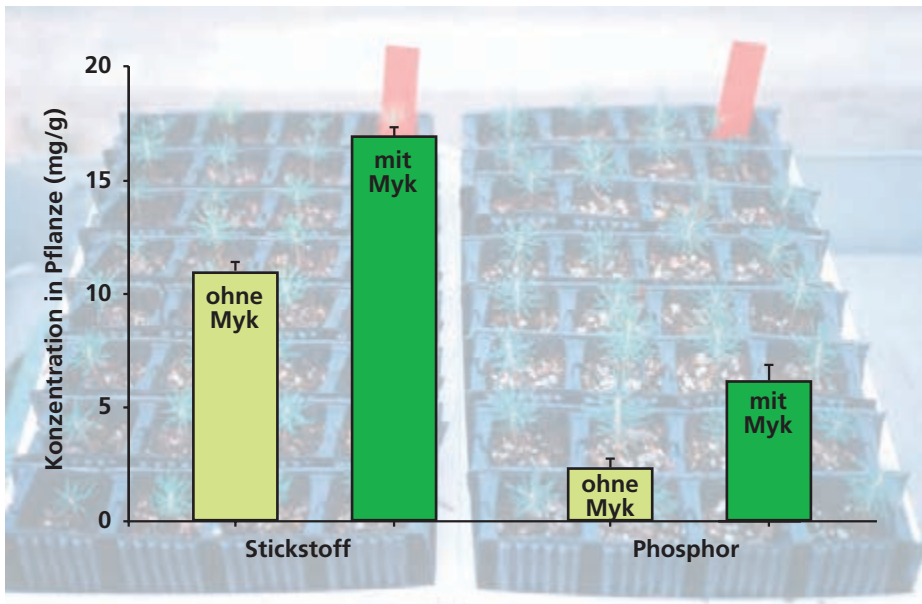 Konzentration in Pflanze (mg/g)
20
15
10
5
0
ohne
Myk
mit
Myk
ohne
Myk
mit
Myk
Stickstoff
Phosphor